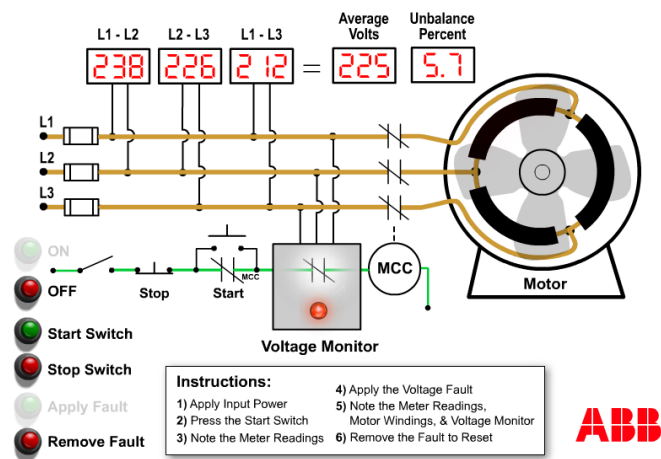 L1 - L2
L2 - L3
L1 - L3
Average
Volts
Unbalance
Percent
238
226
212
=
225
5.7
L1
L2
L3
ON
OFF
Start Switch
Stop Switch
Apply Fault
Remove Fault
Stop
Start
MCC
MCC
Motor
Voltage Monitor
Instructions:
1) Apply Input Power
2) Press the Start Switch
3) Note the Meter Readings
4) Apply the Voltage Fault
5) Note the Meter Readings,
Motor Windings, & Voltage Monitor
6) Remove the Fault to Reset
ABB